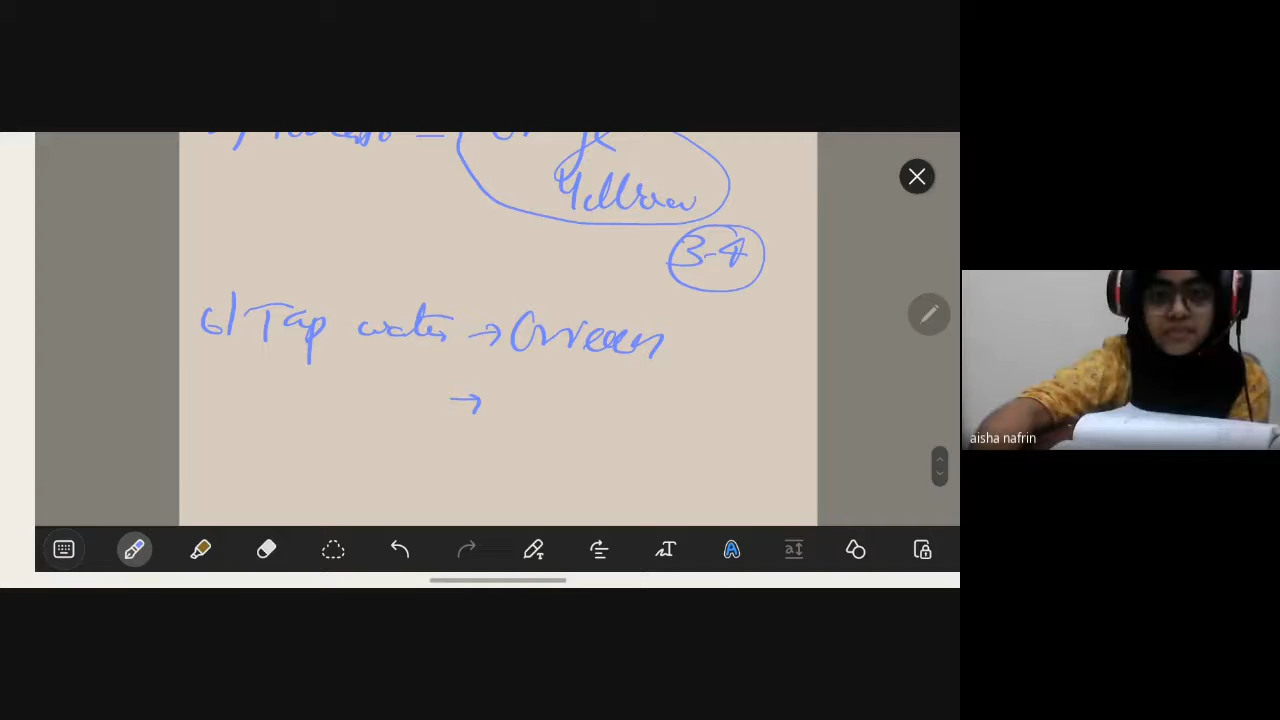 Yellow
3-4
6) Tap water → Green
→
aisha nafrin